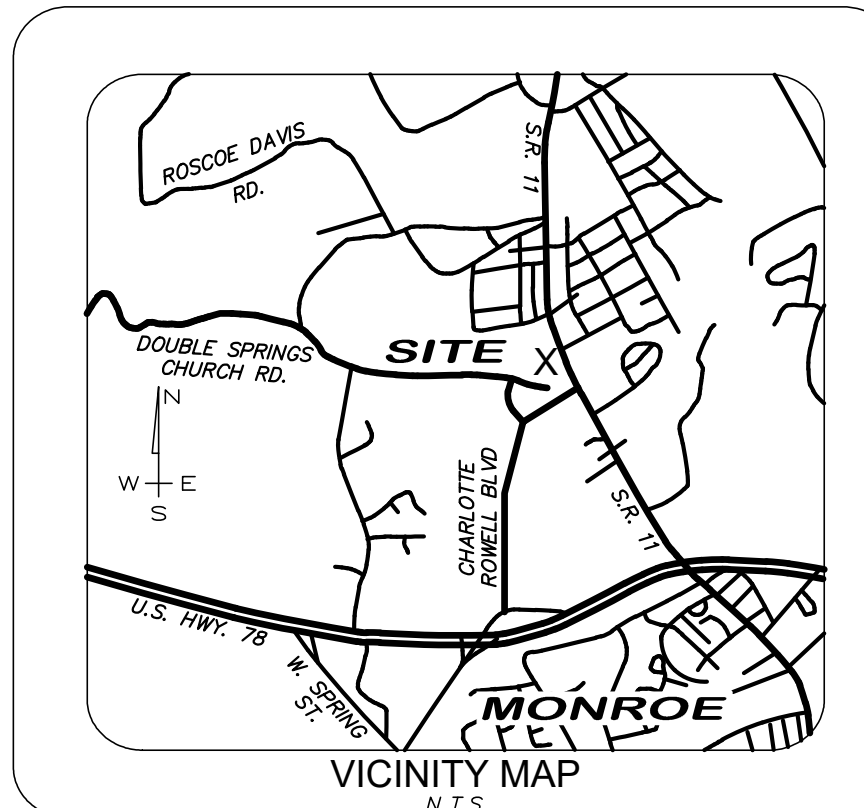 ROSCOE DAVIS
RD.
S.R. 11
DOUBLE SPRINGS
CHURCH RD.
SITE X
N
W E
S
CHARLOTTE
ROWELL BLVD
S.R. 11
U.S. HWY. 78
W. SPRING
ST.
MONROE
VICINITY MAP
N.T.S.